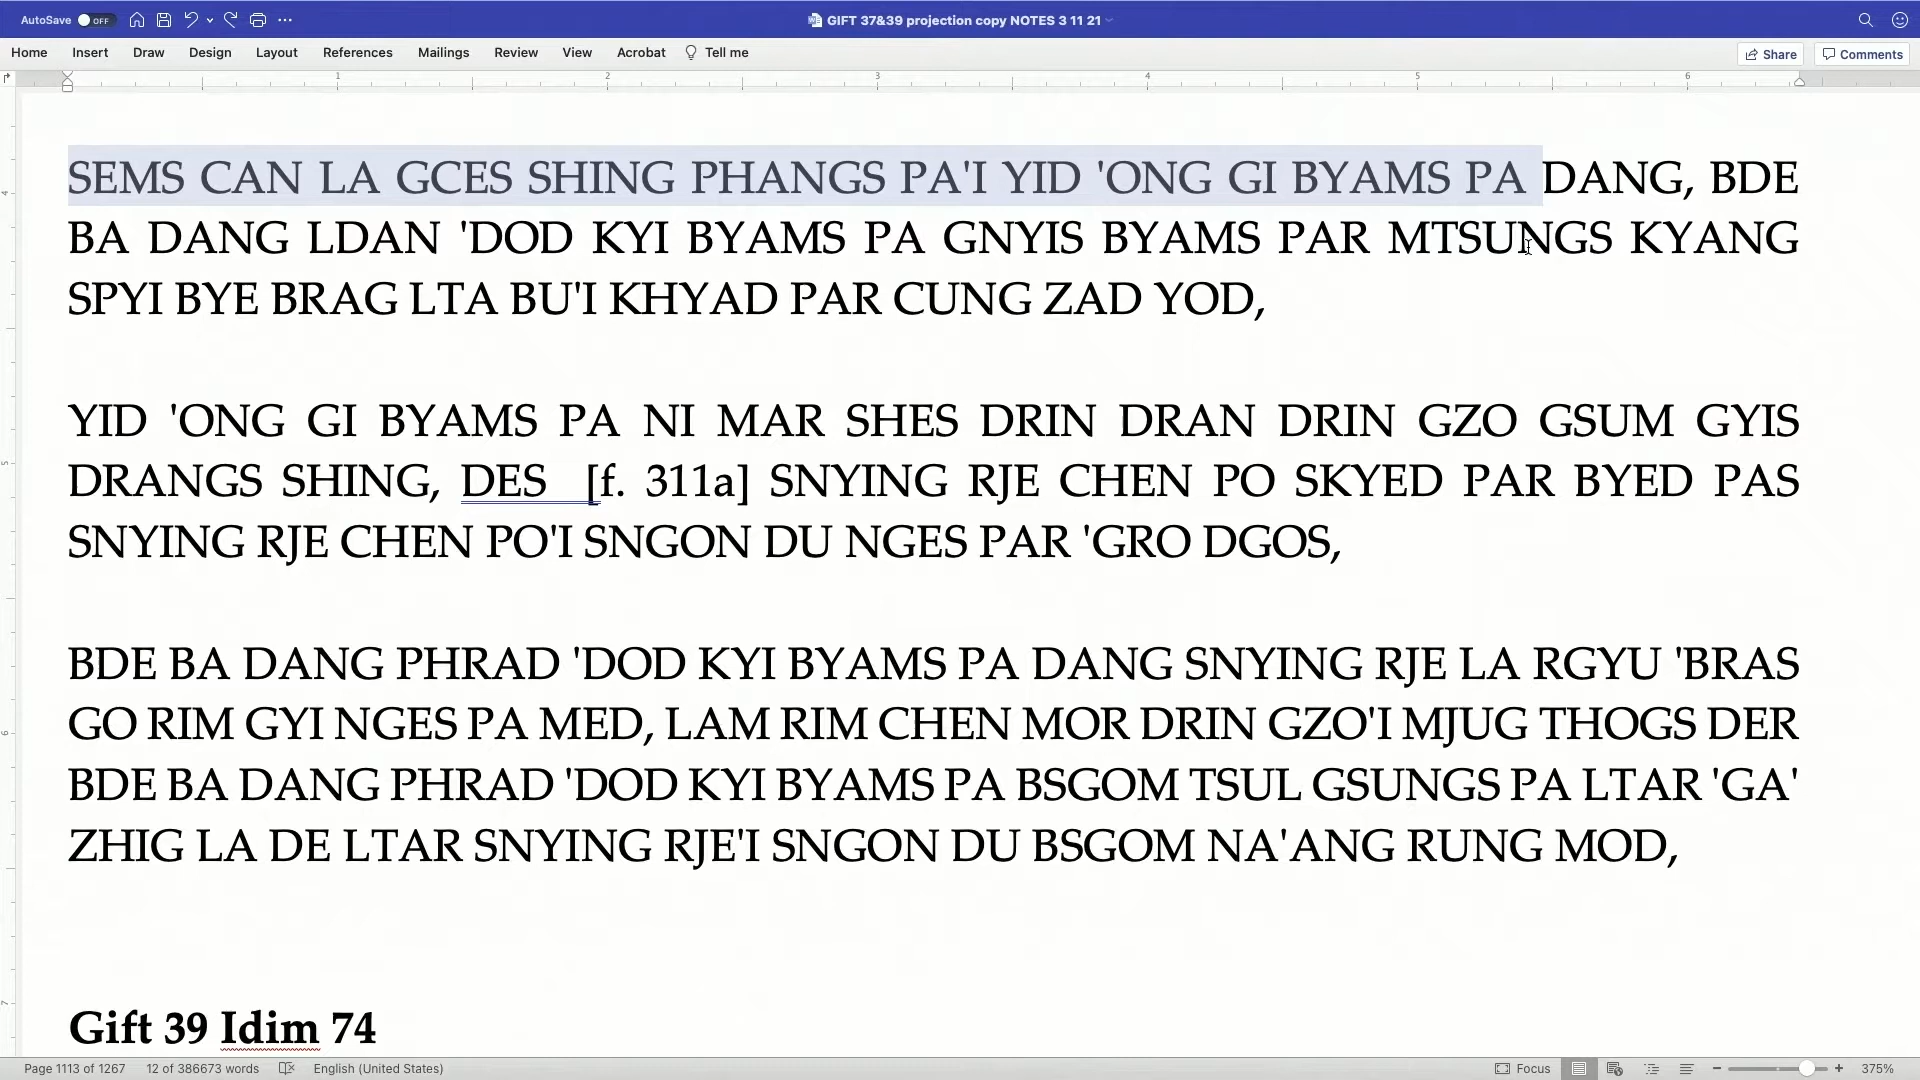 AutoSave OFF GIFT 37&39 projection copy NOTES 3 11 21
Home Insert Draw Design Layout References Mailings Review View Acrobat Tell me Share Comments
1 2 3 4 5 6
SEMS CAN LA GCES SHING PHANGS PA'I YID 'ONG GI BYAMS PA DANG, BDE
BA DANG LDAN 'DOD KYI BYAMS PA GNYIS BYAMS PAR MTSUNGS KYANG
SPYI BYE BRAG LTA BU'I KHYAD PAR CUNG ZAD YOD,
YID 'ONG GI BYAMS PA NI MAR SHES DRIN DRAN DRIN GZO GSUM GYIS
DRANGS SHING, DES [f. 311a] SNYING RJE CHEN PO SKYED PAR BYED PAS
SNYING RJE CHEN PO'I SNGON DU NGES PAR 'GRO DGOS,
BDE BA DANG PHRAD 'DOD KYI BYAMS PA DANG SNYING RJE LA RGYU 'BRAS
GO RIM GYI NGES PA MED, LAM RIM CHEN MOR DRIN GZO'I MJUG THOGS DER
BDE BA DANG PHRAD 'DOD KYI BYAMS PA BSGOM TSUL GSUNGS PA LTAR 'GA'
ZHIG LA DE LTAR SNYING RJE'I SNGON DU BSGOM NA'ANG RUNG MOD,
Gift 39 Idim 74
Page 1113 of 1267 12 of 386673 words English (United States) Focus 375%